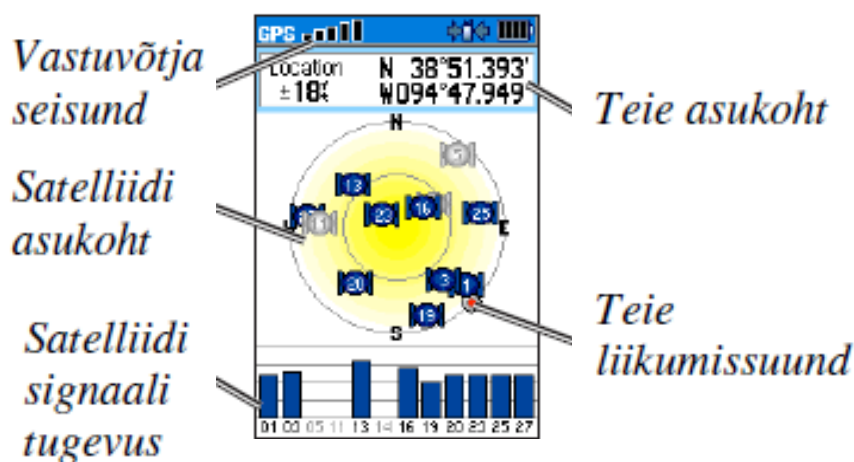 Vastuvõtja
seisund
Satelliidi
asukoht
Satelliidi
signaali
tugevus
GPS
Location
N 38°51.393'
W094°47.949'
N
5
13
16
23
25
E
20
3
1
19
S
01 03 05 11 13 14 16 19 20 23 25 27
Teie asukoht
Teie
liikumissuund